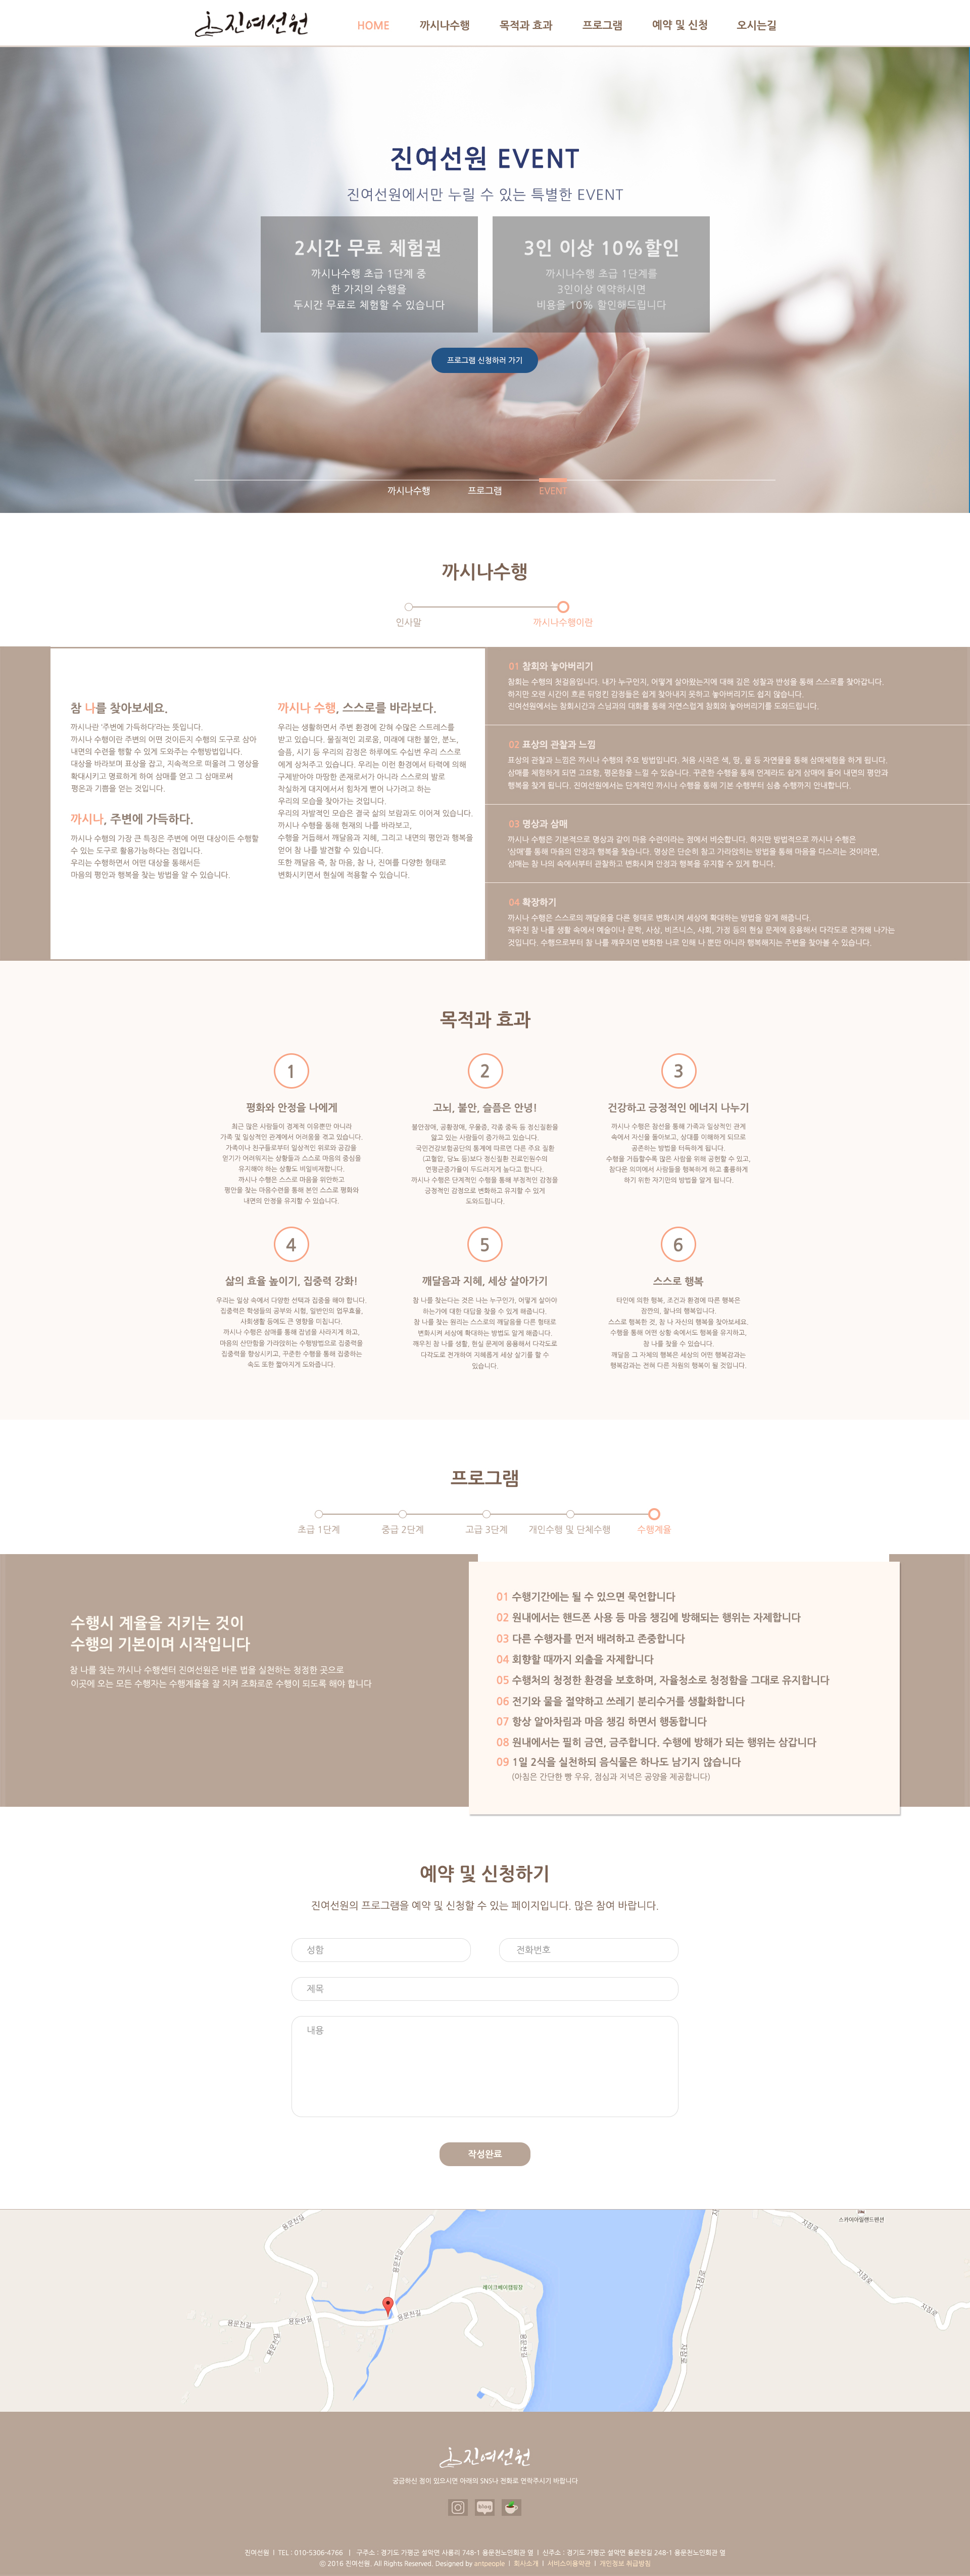 진여선원
HOME 까시나수행 목적과 효과 프로그램 예약 및 신청 오시는길
진여선원 EVENT
진여선원에서만 누릴 수 있는 특별한 EVENT
2시간 무료 체험권
까시나수행 초급 1단계 중
한 가지의 수행을
두시간 무료로 체험할 수 있습니다
3인 이상 10%할인
까시나수행 초급 1단계를
3인이상 예약하시면
비용을 10% 할인해드립니다
프로그램 신청하러 가기
까시나수행 프로그램 EVENT
까시나수행
인사말 까시나수행이란
참 나를 찾아보세요.
까시나란 '주변에 가득하다'라는 뜻입니다.
까시나 수행이란 주변의 어떤 것이든지 수행의 도구로 삼아
내면의 수련을 행할 수 있게 도와주는 수행방법입니다.
대상을 바라보며 표상을 잡고, 지속적으로 떠올려 그 영상을
확대시키고 명료하게 하여 삼매를 얻고 그 삼매로써
평온과 기쁨을 얻는 것입니다.
까시나, 주변에 가득하다.
까시나 수행의 가장 큰 특징은 주변에 어떤 대상이든 수행할
수 있는 도구로 활용가능하다는 점입니다.
우리는 수행하면서 어떤 대상을 통해서든
마음의 평안과 행복을 찾는 방법을 알 수 있습니다.
까시나 수행, 스스로를 바라보다.
우리는 생활하면서 주변 환경에 갇혀 수많은 스트레스를
받고 있습니다. 물질적인 괴로움, 미래에 대한 불안, 분노,
슬픔, 시기 등 우리의 감정은 하루에도 수십번 우리 스스로
에게 상처주고 있습니다. 우리는 이런 환경에서 타력에 의해
구제받아야 마땅한 존재로서가 아니라 스스로의 발로
착실하게 대지에서서 힘차게 뻗어 나가려고 하는
우리의 모습을 찾아가는 것입니다.
우리의 자발적인 모습은 결국 삶의 보람과도 이어져 있습니다.
까시나 수행을 통해 현재의 나를 바라보고,
수행을 거듭해서 깨달음과 지혜, 그리고 내면의 평안과 행복을
얻어 참 나를 발견할 수 있습니다.
또한 깨달음 즉, 참 마음, 참 나, 진여를 다양한 형태로
변화시키면서 현실에 적용할 수 있습니다.
01 참회와 놓아버리기
참회는 수행의 첫걸음입니다. 내가 누구인지, 어떻게 살아왔는지에 대해 깊은 성찰과 반성을 통해 스스로를 찾아갑니다.
하지만 오랜 시간이 흐른 뒤엉킨 감정들은 쉽게 찾아내지 못하고 놓아버리기도 쉽지 않습니다.
진여선원에서는 참회시간과 스님과의 대화를 통해 자연스럽게 참회와 놓아버리기를 도와드립니다.
02 표상의 관찰과 느낌
표상의 관찰과 느낌은 까시나 수행의 주요 방법입니다. 처음 시작은 색, 땅, 물 등 자연물을 통해 삼매체험을 하게 됩니다.
삼매를 체험하게 되면 고요함, 평온함을 느낄 수 있습니다. 꾸준한 수행을 통해 언제라도 쉽게 삼매에 들어 내면의 평안과
행복을 찾게 됩니다. 진여선원에서는 단계적인 까시나 수행을 통해 기본 수행부터 심층 수행까지 안내합니다.
03 명상과 삼매
까시나 수행은 기본적으로 명상과 같이 마음 수련이라는 점에서 비슷합니다. 하지만 방법적으로 까시나 수행은
'삼매'를 통해 마음의 안정과 행복을 찾습니다. 명상은 단순히 참고 가라앉히는 방법을 통해 마음을 다스리는 것이라면,
삼매는 참 나의 속에서부터 관찰하고 변화시켜 안정과 행복을 유지할 수 있게 합니다.
04 확장하기
까시나 수행은 스스로의 깨달음을 다른 형태로 변화시켜 세상에 확대하는 방법을 알게 해줍니다.
깨우친 참 나를 생활 속에서 예술이나 문학, 사상, 비즈니스, 사회, 가정 등의 현실 문제에 응용해서 다각도로 전개해 나가는
것입니다. 수행으로부터 참 나를 깨우치면 변화한 나로 인해 나 뿐만 아니라 행복해지는 주변을 찾아볼 수 있습니다.
목적과 효과
1
평화와 안정을 나에게
최근 많은 사람들이 경제적 이유뿐만 아니라
가족 및 일상적인 관계에서 어려움을 겪고 있습니다.
가족이나 친구들로부터 일상적인 위로와 공감을
얻기가 어려워지는 상황들과 스스로 마음의 중심을
유지해야 하는 상황도 비일비재합니다.
까시나 수행은 스스로 마음을 위안하고
평안을 찾는 마음수련을 통해 본인 스스로 평화와
내면의 안정을 유지할 수 있습니다.
2
고뇌, 불안, 슬픔은 안녕!
불안장애, 공황장애, 우울증, 각종 중독 등 정신질환을
앓고 있는 사람들이 증가하고 있습니다.
국민건강보험공단의 통계에 따르면 다른 주요 질환
(고혈압, 당뇨 등)보다 정신질환 진료인원수의
연평균증가율이 두드러지게 높다고 합니다.
까시나 수행은 단계적인 수행을 통해 부정적인 감정을
긍정적인 감정으로 변화하고 유지할 수 있게
도와드립니다.
3
건강하고 긍정적인 에너지 나누기
까시나 수행은 참선을 통해 가족과 일상적인 관계
속에서 자신을 돌아보고, 상대를 이해하게 되므로
공존하는 방법을 터득하게 됩니다.
수행을 거듭할수록 많은 사람을 위해 공헌할 수 있고,
참다운 의미에서 사람들을 행복하게 하고 훌륭하게
하기 위한 자기만의 방법을 알게 됩니다.
4
삶의 효율 높이기, 집중력 강화!
우리는 일상 속에서 다양한 선택과 집중을 해야 합니다.
집중력은 학생들의 공부와 시험, 일반인의 업무효율,
사회생활 등에도 큰 영향을 미칩니다.
까시나 수행은 삼매를 통해 잡념을 사라지게 하고,
마음의 산만함을 가라앉히는 수행방법으로 집중력을
집중력을 향상시키고, 꾸준한 수행을 통해 집중하는
속도 또한 짧아지게 도와줍니다.
5
깨달음과 지혜, 세상 살아가기
참 나를 찾는다는 것은 나는 누구인가, 어떻게 살아야
하는가에 대한 대답을 찾을 수 있게 해줍니다.
참 나를 찾는 원리는 스스로의 깨달음을 다른 형태로
변화시켜 세상에 확대하는 방법도 알게 해줍니다.
깨우친 참 나를 생활, 현실 문제에 응용해서 다각도로
다각도로 전개하며 지혜롭게 세상 살기를 할 수
있습니다.
6
스스로 행복
타인에 의한 행복, 조건과 환경에 따른 행복은
잠깐의, 찰나의 행복입니다.
스스로 행복한 것, 참 나 자신의 행복을 찾아보세요.
수행을 통해 어떤 상황 속에서도 행복을 유지하고,
참 나를 찾을 수 있습니다.
깨달음 그 자체의 행복은 세상의 어떤 행복감과는
행복감과는 전혀 다른 차원의 행복이 될 것입니다.
프로그램
초급 1단계 중급 2단계 고급 3단계 개인수행 및 단체수행 수행계율
수행시 계율을 지키는 것이
수행의 기본이며 시작입니다
참 나를 찾는 까시나 수행센터 진여선원은 바른 법을 실천하는 청정한 곳으로
이곳에 오는 모든 수행자는 수행계율을 잘 지켜 조화로운 수행이 되도록 해야 합니다
01 수행기간에는 될 수 있으면 묵언합니다
02 원내에서는 핸드폰 사용 등 마음 챙김에 방해되는 행위는 자제합니다
03 다른 수행자를 먼저 배려하고 존중합니다
04 회향할 때까지 외출을 자제합니다
05 수행처의 청정한 환경을 보호하며, 자율청소로 청정함을 그대로 유지합니다
06 전기와 물을 절약하고 쓰레기 분리수거를 생활화합니다
07 항상 알아차림과 마음 챙김 하면서 행동합니다
08 원내에서는 필히 금연, 금주합니다. 수행에 방해가 되는 행위는 삼갑니다
09 1일 2식을 실천하되 음식물은 하나도 남기지 않습니다
(아침은 간단한 빵 우유, 점심과 저녁은 공양을 제공합니다)
예약 및 신청하기
진여선원의 프로그램을 예약 및 신청할 수 있는 페이지입니다. 많은 참여 바랍니다.
성함 전화번호
제목
내용
작성완료
용문천길
용문천길
용문천길
용문천길
용문천길
용문천길
용문천길
레이크베이캠핑장
지잠로
지잠로
지잠로
지잠로
지잠로
지잠로
스카이아일랜드펜션
진여선원
궁금하신 점이 있으시면 아래의 SNS나 전화로 연락주시기 바랍니다
blog
진여선원 | TEL : 010-5306-4766 | 구주소 : 경기도 가평군 설악면 사룡리 748-1 용문천노인회관 옆 | 신주소 : 경기도 가평군 설악면 용문천길 248-1 용문천노인회관 옆
ⓒ 2016 진여선원. All Rights Reserved. Designed by antpeople | 회사소개 | 서비스이용약관 | 개인정보 취급방침